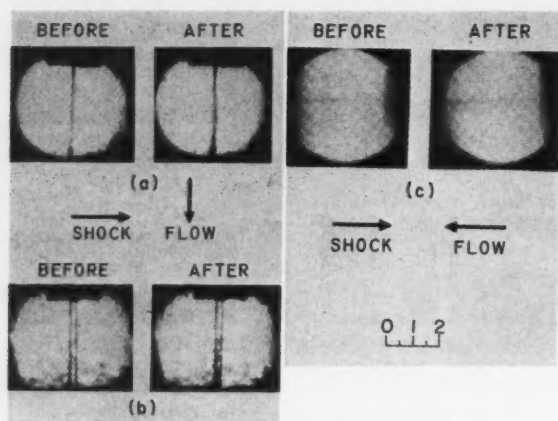 BEFORE AFTER
(a)
SHOCK FLOW
BEFORE AFTER
(b)
BEFORE AFTER
(c)
SHOCK FLOW
0 1 2